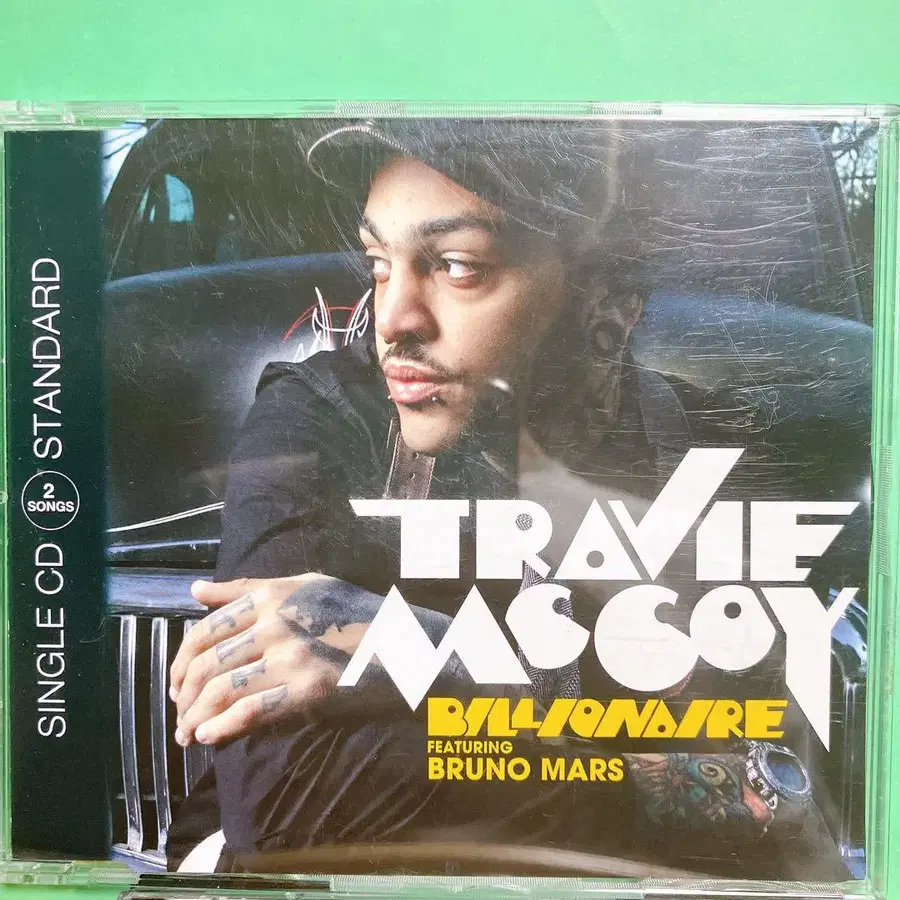 SINGLE CD 2 SONGS STANDARD
TRAVIE
McCOY
BILLIONAIRE
FEATURING
BRUNO MARS